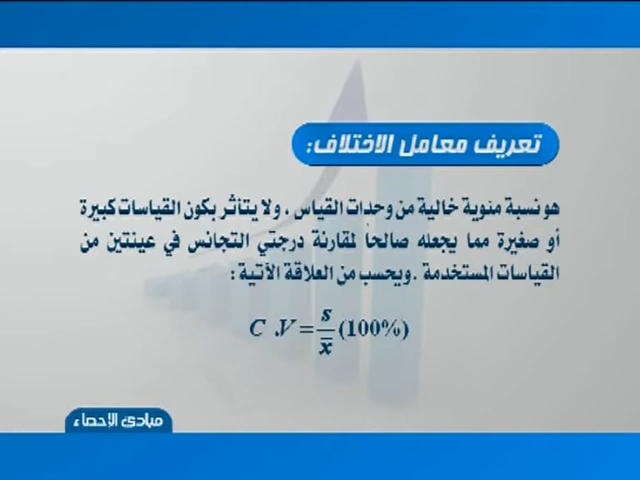 تعريف معامل الاختلاف:
هو نسبة مئوية خالية من وحدات القياس ، ولا يتأثر بكون القياسات كبيرة
أو صغيرة مما يجعله صالحاً لمقارنة درجتي التجانس في عينتين من
القياسات المستخدمة . ويحسب من العلاقة الآتية :
C .V = s/x̄ (100%)
مبادئ الإحصاء